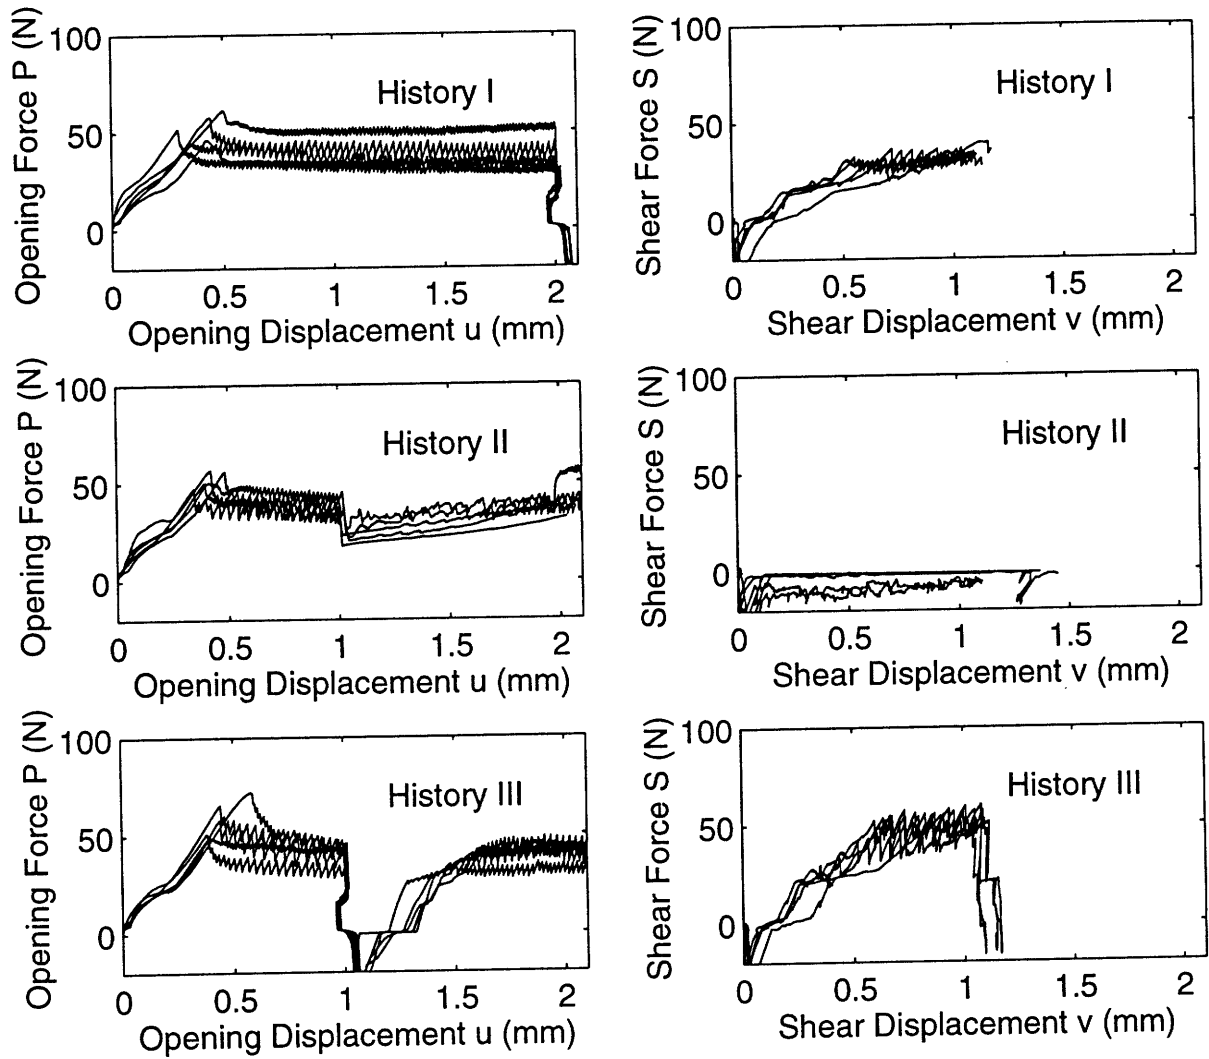 Opening Force P (N)
100
50
0
History I
0 0.5 1 1.5 2
Opening Displacement u (mm)
Shear Force S (N)
100
50
0
History I
0 0.5 1 1.5 2
Shear Displacement v (mm)
Opening Force P (N)
100
50
0
History II
0 0.5 1 1.5 2
Opening Displacement u (mm)
Shear Force S (N)
100
50
0
History II
0 0.5 1 1.5 2
Shear Displacement v (mm)
Opening Force P (N)
100
50
0
History III
0 0.5 1 1.5 2
Opening Displacement u (mm)
Shear Force S (N)
100
50
0
History III
0 0.5 1 1.5 2
Shear Displacement v (mm)